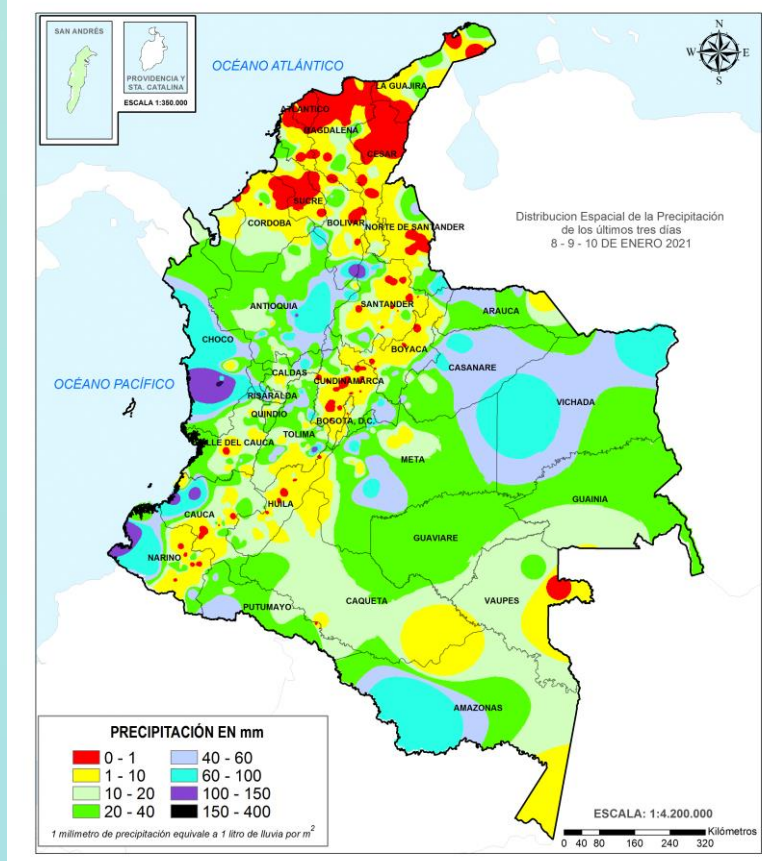 SAN ANDRÉS
PROVIDENCIA Y
STA. CATALINA
ESCALA 1:350.000
OCÉANO ATLÁNTICO
N
W
E
S
LA GUAJIRA
ATLANTICO
MAGDALENA
CESAR
SUCRE
CORDOBA
BOLIVAR
NORTE DE SANTANDER
Distribucion Espacial de la Precipitación
de los últimos tres días
8 - 9 - 10 DE ENERO 2021
ANTIOQUIA
SANTANDER
ARAUCA
CHOCO
BOYACA
CASANARE
OCÉANO PACÍFICO
CALDAS
CUNDINAMARCA
VICHADA
RISARALDA
QUINDIO
BOGOTA, D.C.
TOLIMA
VALLE DEL CAUCA
META
GUAINIA
CAUCA
HUILA
GUAVIARE
NARINO
PUTUMAYO
CAQUETA
VAUPES
AMAZONAS
PRECIPITACIÓN EN mm
0 - 1
40 - 60
1 - 10
60 - 100
10 - 20
100 - 150
20 - 40
150 - 400
1 milimetro de precipitación equivale a 1 litro de lluvia por m²
ESCALA: 1:4.200.000
Kilómetros
0 40 80 160 240 320